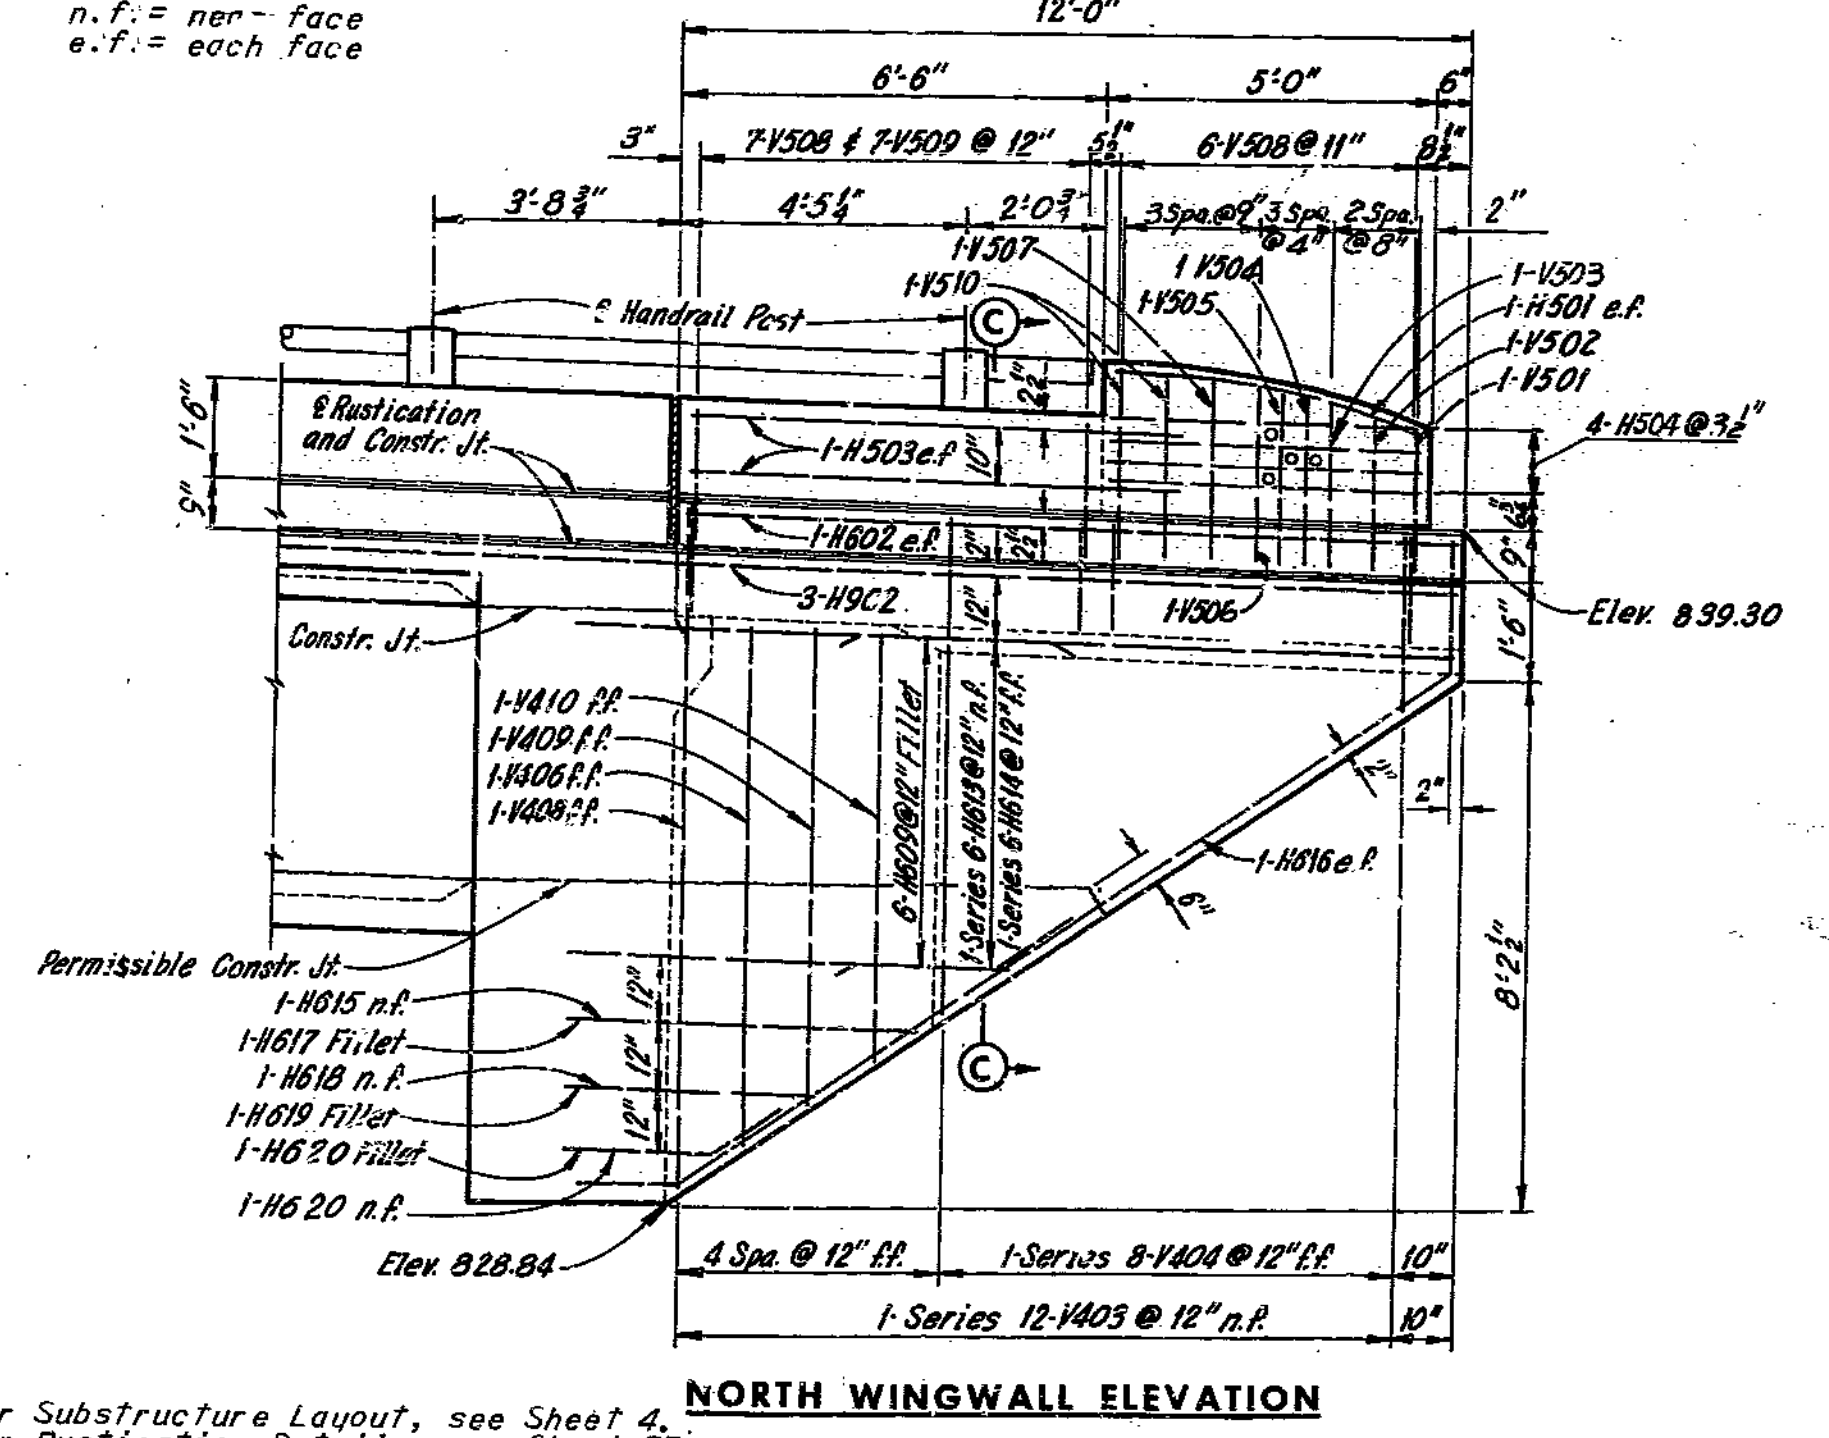 n.f. = near face
e.f. = each face
12'-0"
6'-6"
5'-0"
6"
3"
7-V508 & 7-V509 @ 12"
5½"
6-V508 @ 11"
8½"
3'-8¾"
4'-5¼"
2'-0¾"
3 Spa. @ 9"
3 Spa. @ 4"
2 Spa. @ 8"
2"
1-V507
1-V510
1 V504
1-V505
1-V503
1-H501 e.f.
1-V502
1-V501
4-H504 @ 3½"
℄ Handrail Post
C
1'-6"
9"
℄ Rustication
and Constr. Jt.
2½"
1-H503 e.f.
10"
1-H602 e.f.
2"
2½"
9"
3-H902
12"
1-V506
Elev. 839.30
1'-6"
Constr. Jt.
1-V410 f.f.
1-V409 f.f.
1-V406 f.f.
1-V408 f.f.
6-H609 @ 12" Fillet
1-Series 6-H613 @ 12" n.f.
1-Series 6-H614 @ 12" f.f.
2"
2"
1-H616 e.f.
6"
8'-2½"
Permissible Constr. Jt.
1-H615 n.f.
1-H617 Fillet
1-H618 n.f.
1-H619 Fillet
1-H620 Fillet
1-H620 n.f.
12"
12"
12"
C
Elev. 828.84
4 Spa. @ 12" f.f.
1-Series 8-V404 @ 12" f.f.
10"
1-Series 12-V403 @ 12" n.f.
10"
NORTH WINGWALL ELEVATION
r Substructure Layout, see Sheet 4.